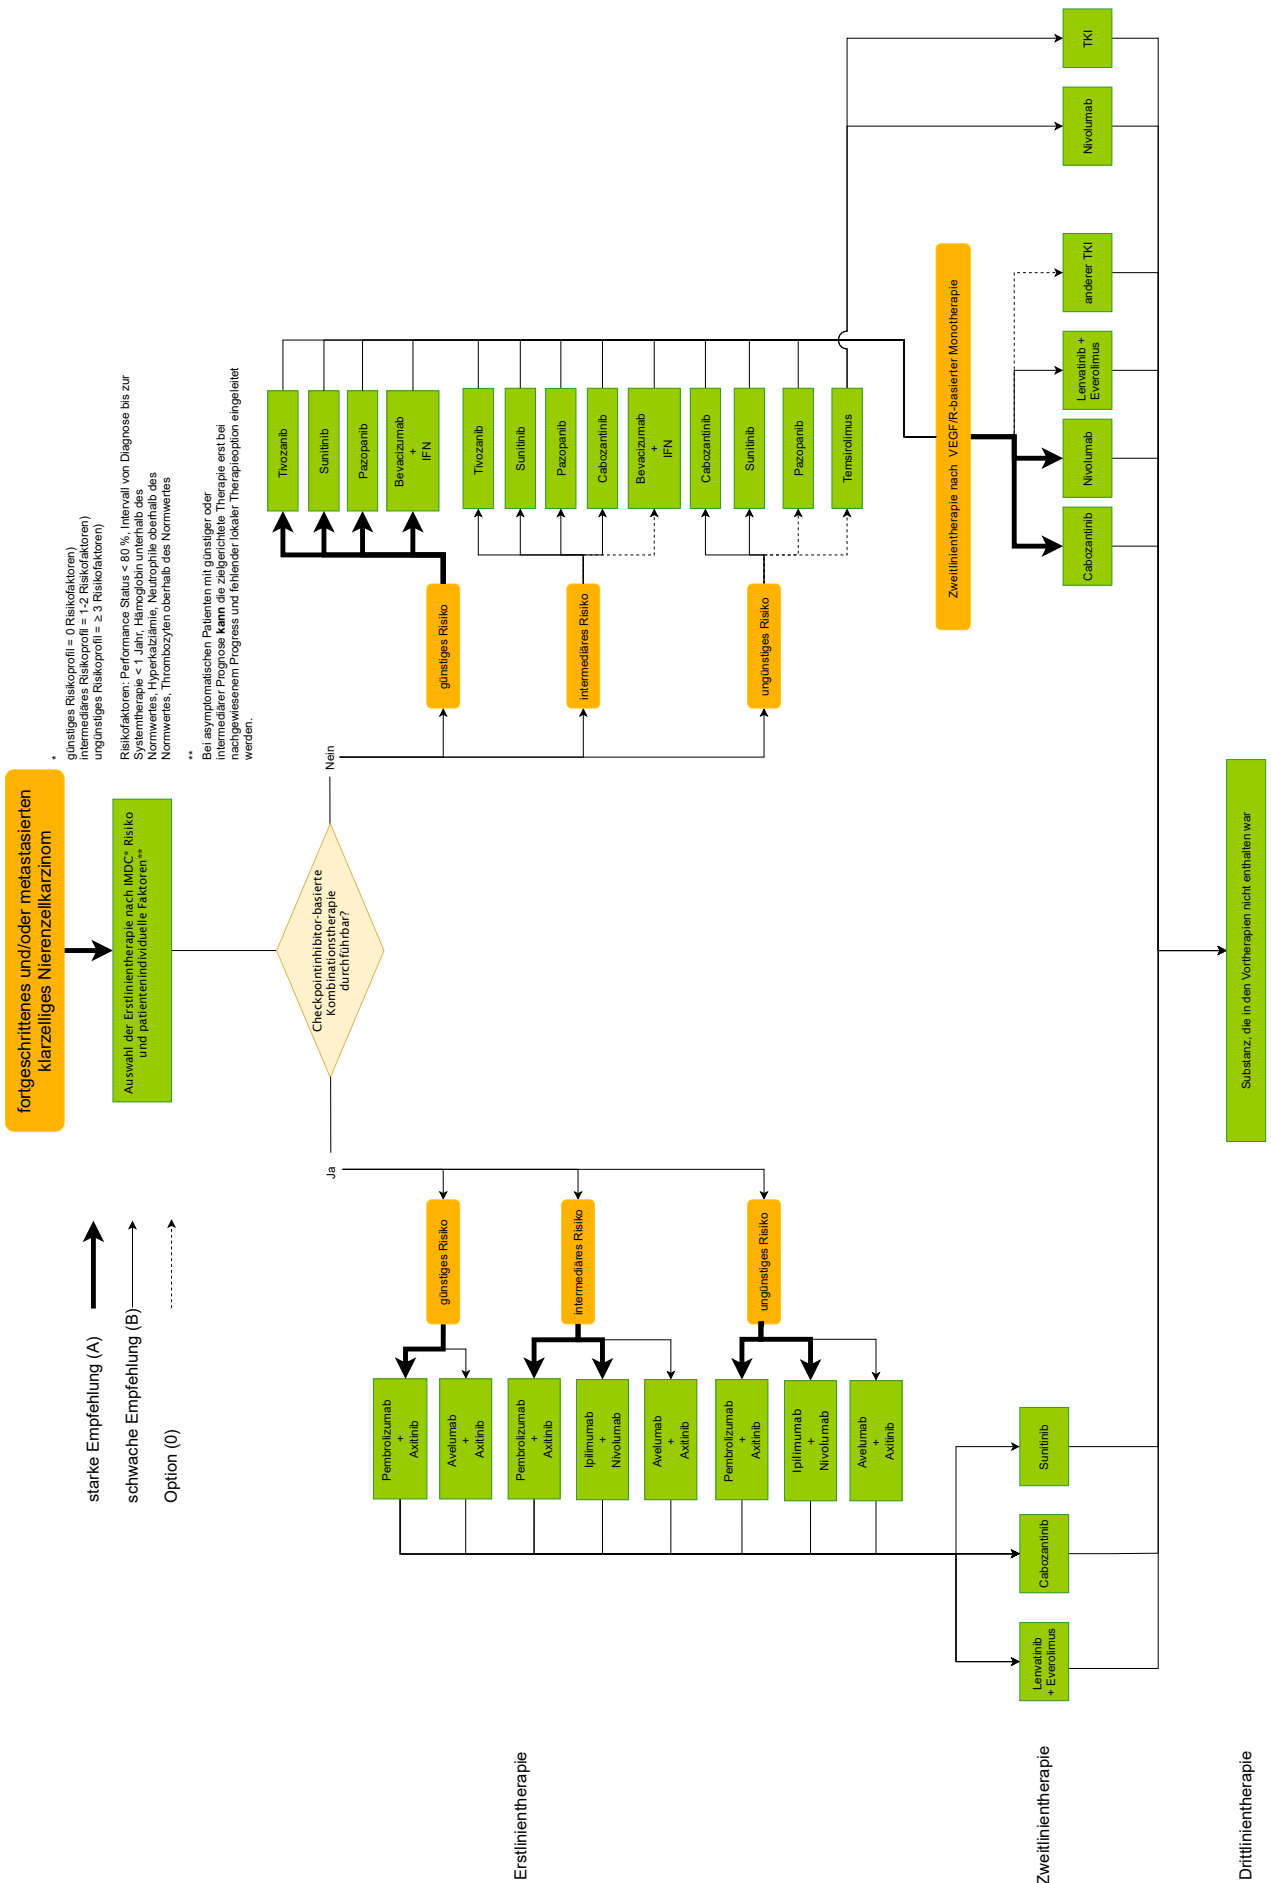 fortgeschrittenes und/oder metastasierten
klarzelliges Nierenzellkarzinom
starke Empfehlung (A)
schwache Empfehlung (B)
Option (0)
*
günstiges Risikoprofil = 0 Risikofaktoren)
intermediäres Risikoprofil = 1-2 Risikofaktoren)
ungünstiges Risikoprofil = ≥ 3 Risikofaktoren)
Risikofaktoren: Performance Status < 80 %, Intervall von Diagnose bis zur
Systemtherapie < 1 Jahr, Hämoglobin unterhalb des
Normwertes, Hyperkalziämie, Neutrophile oberhalb des
Normwertes, Thrombozyten oberhalb des Normwertes
**
Bei asymptomatischen Patienten mit günstiger oder
intermediärer Prognose kann die zielgerichtete Therapie erst bei
nachgewiesenem Progress und fehlender lokaler Therapieoption eingeleitet
werden.
Auswahl der Erstlinientherapie nach IMDC* Risiko
und patientenindividuelle Faktoren**
Checkpointinhibitor-basierte
Kombinationstherapie
durchführbar?
Ja
Nein
Erstlinientherapie
günstiges Risiko
Pembrolizumab
+
Axitinib
Avelumab
+
Axitinib
intermediäres Risiko
Pembrolizumab
+
Axitinib
Ipilimumab
+
Nivolumab
Avelumab
+
Axitinib
ungünstiges Risiko
Pembrolizumab
+
Axitinib
Ipilimumab
+
Nivolumab
Avelumab
+
Axitinib
günstiges Risiko
Tivozanib
Sunitinib
Pazopanib
Bevacizumab
+
IFN
intermediäres Risiko
Tivozanib
Sunitinib
Pazopanib
Cabozantinib
Bevacizumab
+
IFN
ungünstiges Risiko
Cabozantinib
Sunitinib
Pazopanib
Temsirolimus
Zweitlinientherapie nach VEGF/R-basierter Monotherapie
Zweitlinientherapie
Lenvatinib
+ Everolimus
Cabozantinib
Sunitinib
Cabozantinib
Nivolumab
Lenvatinib +
Everolimus
anderer TKI
Nivolumab
TKI
Drittlinientherapie
Substanz, die in den Vortherapien nicht enthalten war